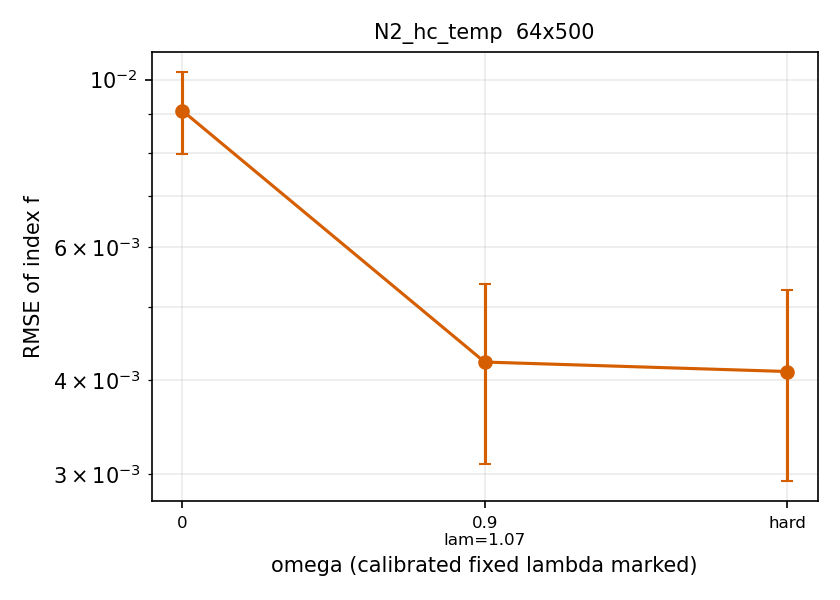 N2_hc_temp  64x500
RMSE of index f
10⁻²
6 × 10⁻³
4 × 10⁻³
3 × 10⁻³
0
0.9
hard
lam=1.07
omega (calibrated fixed lambda marked)